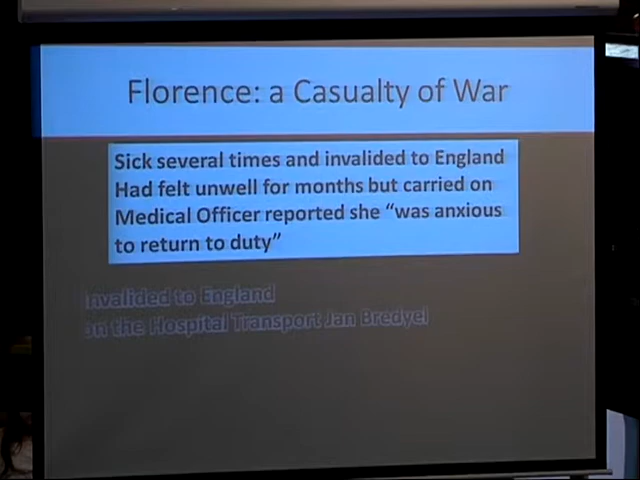 Florence: a Casualty of War
Sick several times and invalided to England
Had felt unwell for months but carried on
Medical Officer reported she “was anxious
to return to duty”
Invalided to England
on the Hospital Transport Jan Bredyel